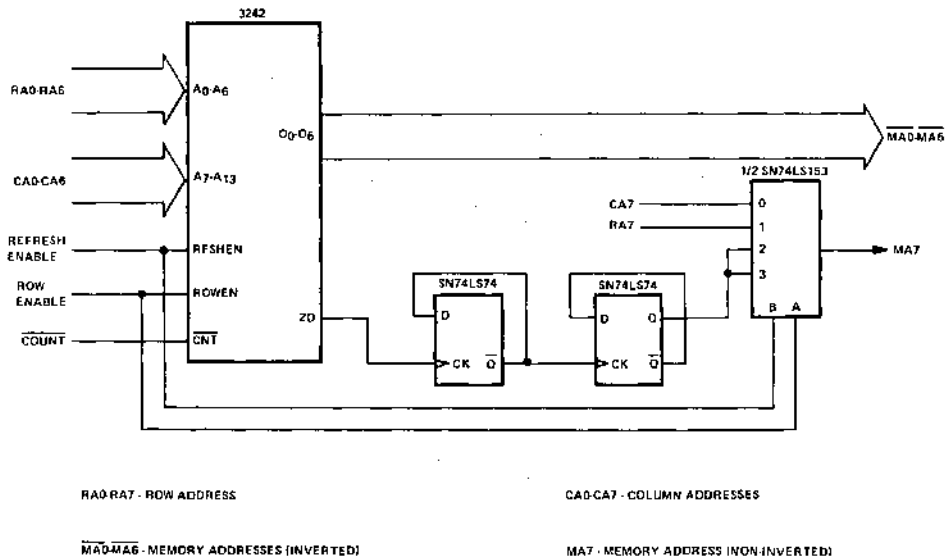 3242
RA0-RA6
A0-A6
O0-O6
MA0-MA6
CA0-CA6
A7-A13
1/2 SN74LS153
CA7
0
RA7
1
MA7
REFRESH
ENABLE
RFSHEN
2
3
ROW
ENABLE
ROWEN
SN74LS74
SN74LS74
B A
D
D
Q
COUNT
CNT
ZD
CK
Q
CK
Q
RA0-RA7 - ROW ADDRESS
CA0-CA7 - COLUMN ADDRESSES
MA0-MA6 - MEMORY ADDRESSES (INVERTED)
MA7 - MEMORY ADDRESS (NON-INVERTED)